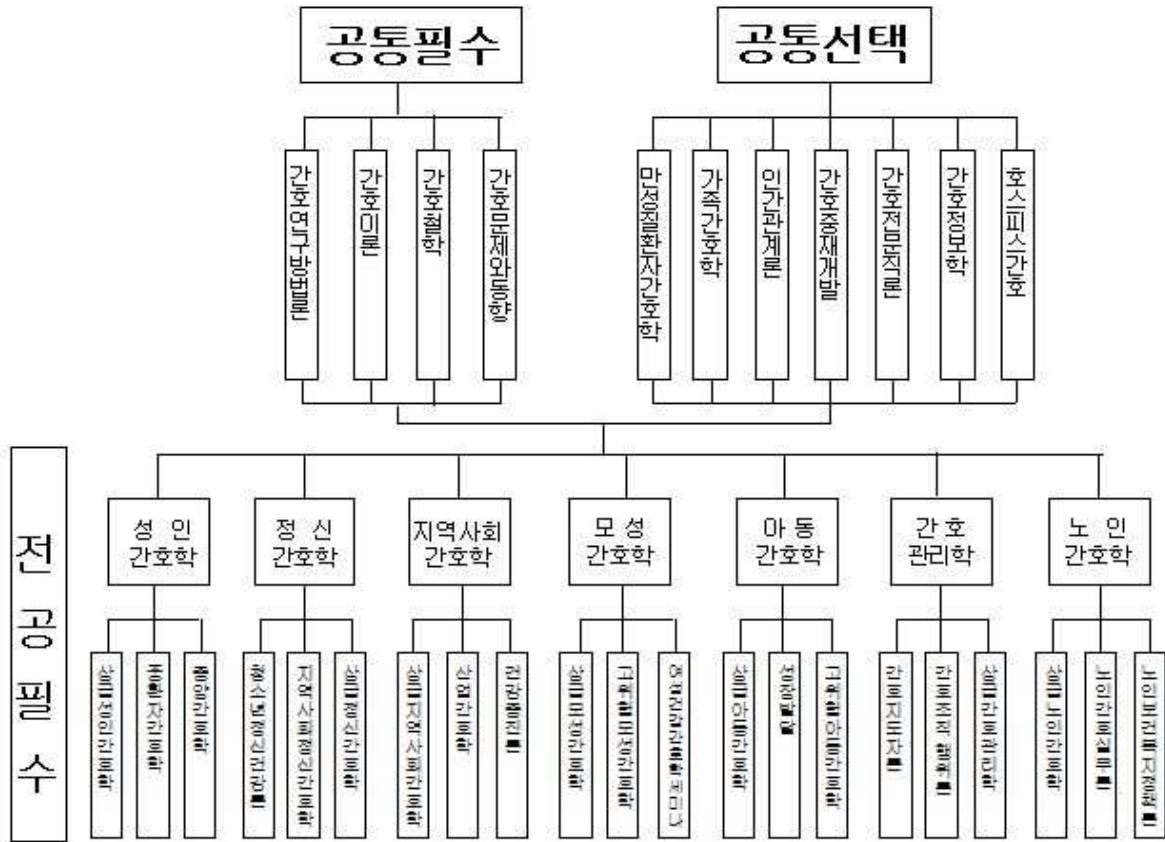 공통필수
공통선택
간호연구방법론
간호이론
간호철학
간호문제와동향
만성질환자간호학
가족간호학
인간관계론
간호중재개발
간호전문직론
간호정보학
호스피스간호
전공필수
성 인
간호학
정 신
간호학
지역사회
간호학
모 성
간호학
아 동
간호학
간 호
관리학
노 인
간호학
상급성인간호학
중환자간호학
종양간호학
청소년정신건강론
지역사회정신간호학
상급정신간호학
상급지역사회간호학
산업간호학
건강증진론
상급모성간호학
고위험모성간호학
여성건강간호학세미나
상급아동간호학
성장발달
고위험아동간호학
간호지도자론
간호조직행위론
상급간호관리학
상급노인간호학
노인간호실무론
노인보건복지정책론